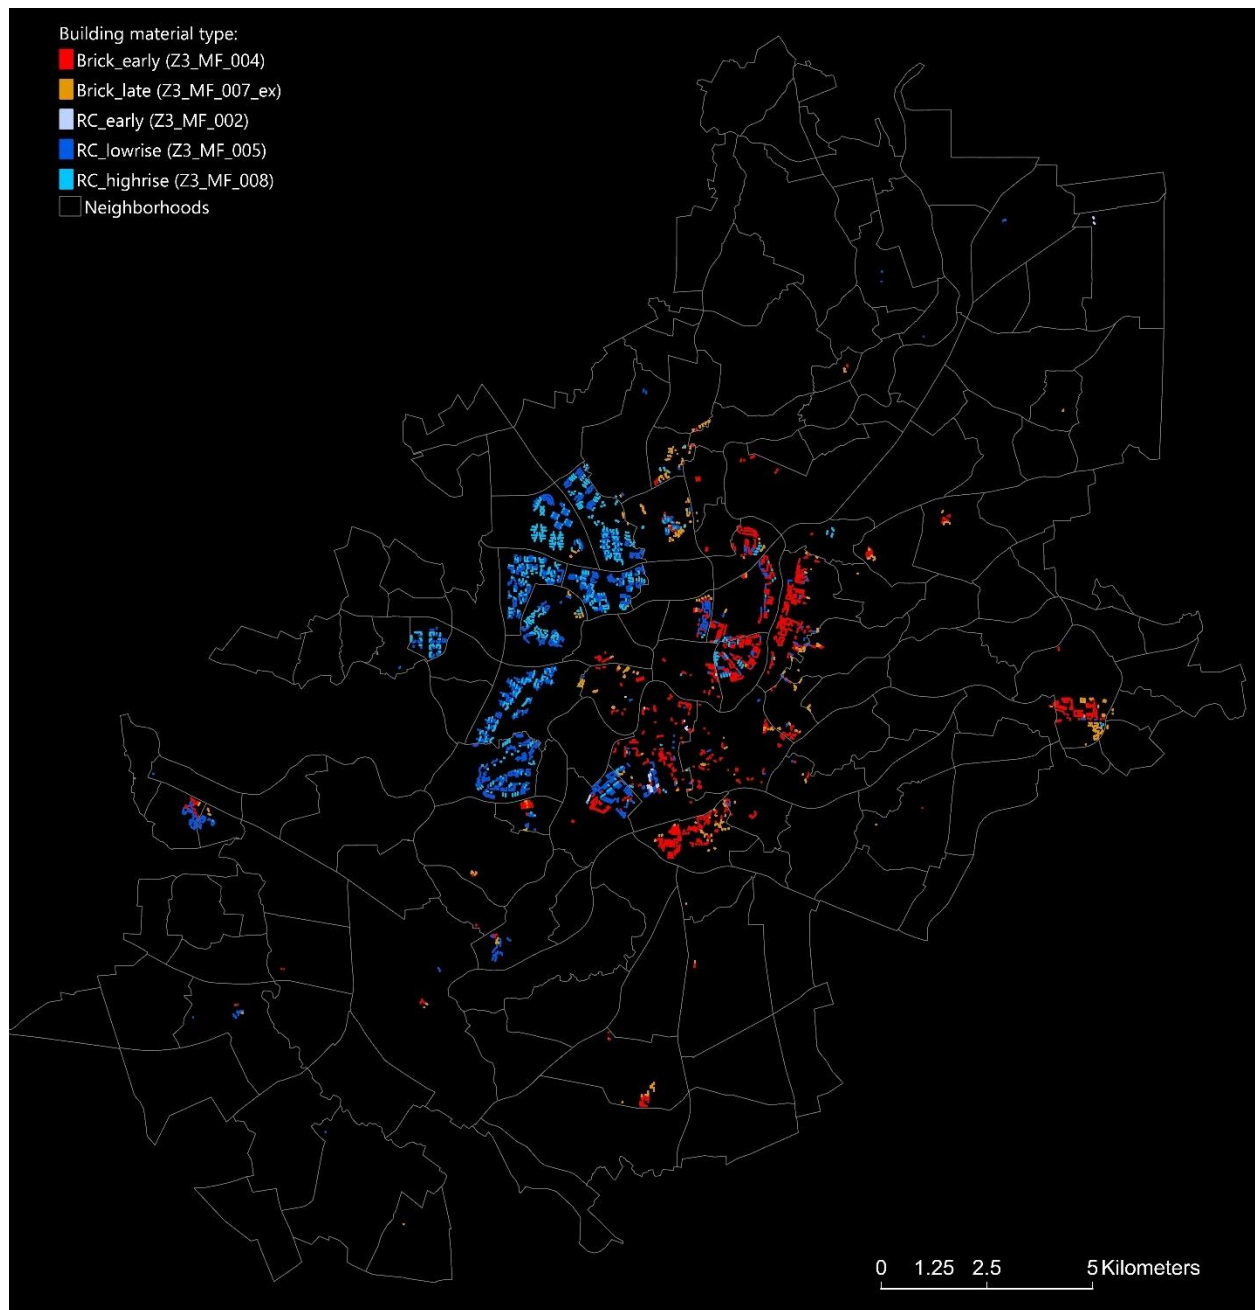 Building material type:
Brick_early (Z3_MF_004)
Brick_late (Z3_MF_007_ex)
RC_early (Z3_MF_002)
RC_lowrise (Z3_MF_005)
RC_highrise (Z3_MF_008)
Neighborhoods
0 1.25 2.5 5 Kilometers